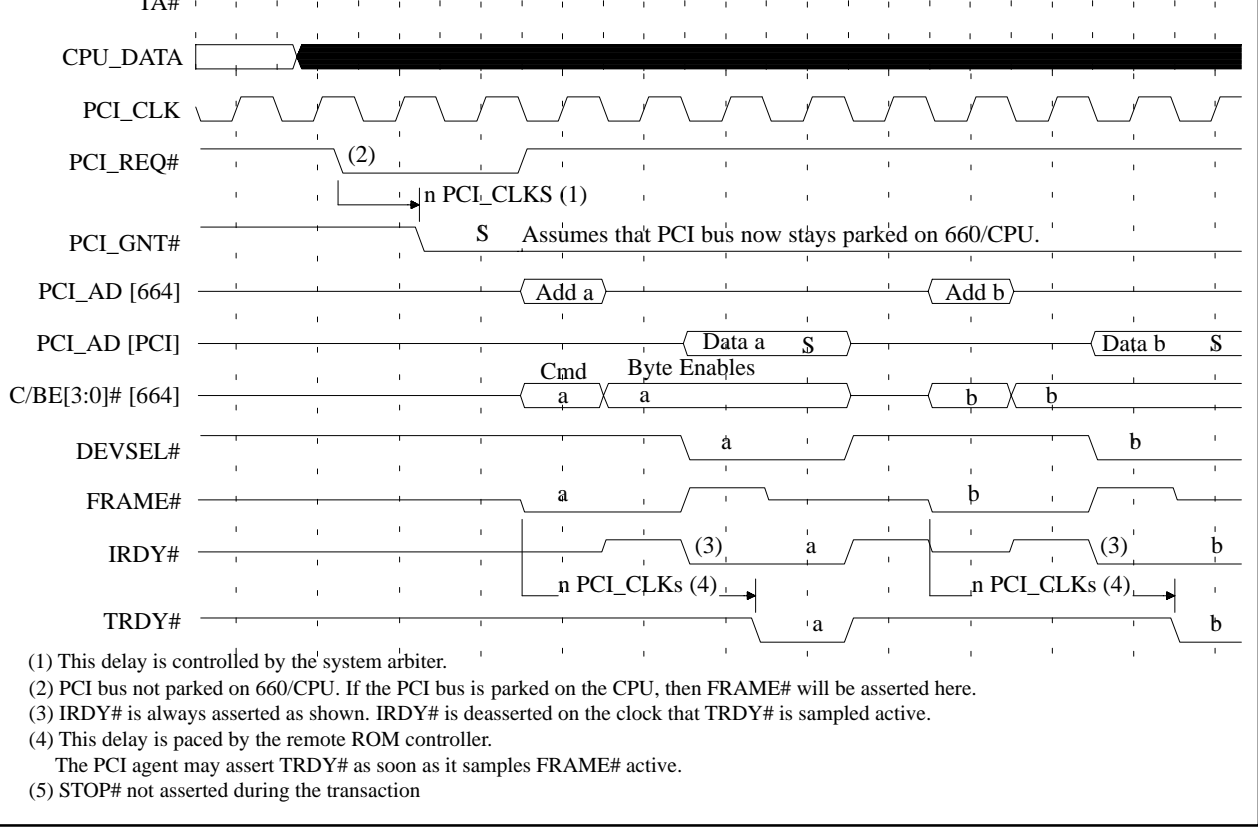 TA#
CPU_DATA
PCI_CLK
PCI_REQ# (2)
n PCI_CLKS (1)
PCI_GNT# S Assumes that PCI bus now stays parked on 660/CPU.
PCI_AD [664] Add a Add b
PCI_AD [PCI] Data a S Data b S
Cmd Byte Enables
C/BE[3:0]# [664] a a b b
DEVSEL# a b
FRAME# a b
IRDY# (3) a (3) b
n PCI_CLKs (4) n PCI_CLKs (4)
TRDY# a b
(1) This delay is controlled by the system arbiter.
(2) PCI bus not parked on 660/CPU. If the PCI bus is parked on the CPU, then FRAME# will be asserted here.
(3) IRDY# is always asserted as shown. IRDY# is deasserted on the clock that TRDY# is sampled active.
(4) This delay is paced by the remote ROM controller.
The PCI agent may assert TRDY# as soon as it samples FRAME# active.
(5) STOP# not asserted during the transaction